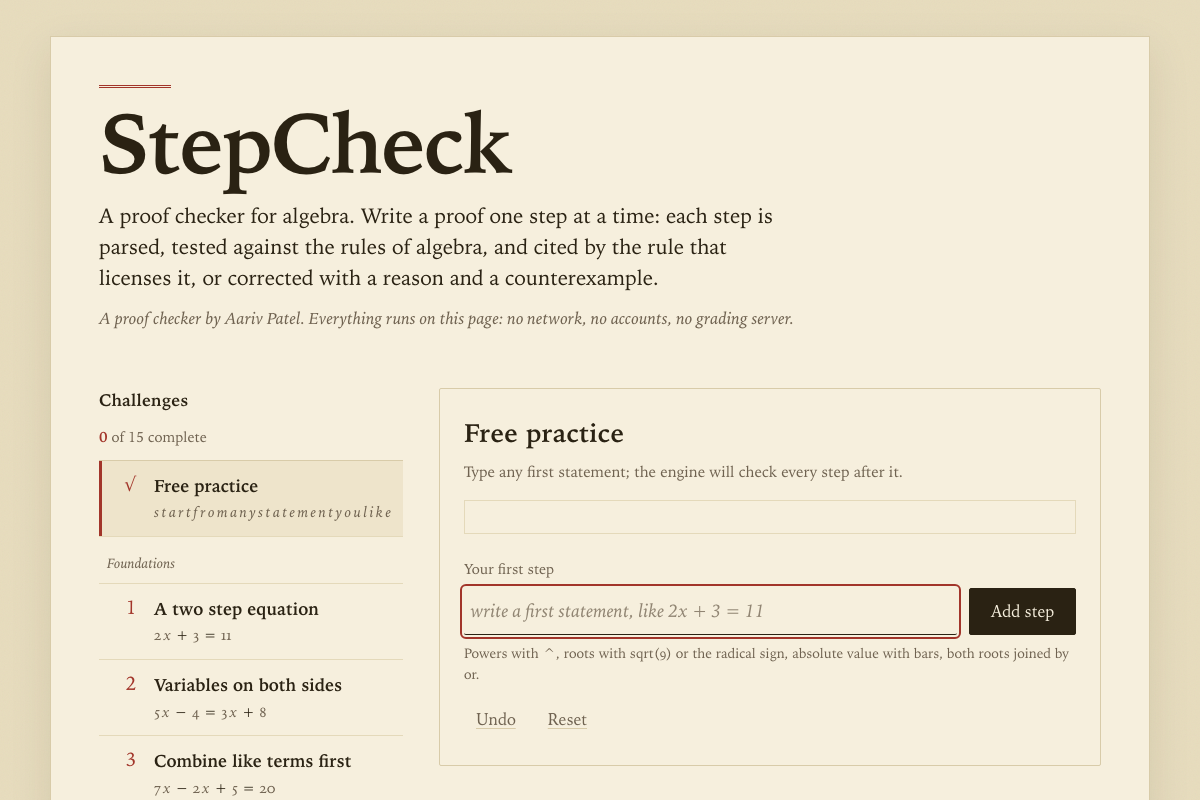 StepCheck
A proof checker for algebra. Write a proof one step at a time: each step is
parsed, tested against the rules of algebra, and cited by the rule that
licenses it, or corrected with a reason and a counterexample.
A proof checker by Aariv Patel. Everything runs on this page: no network, no accounts, no grading server.
Challenges
0 of 15 complete
√ Free practice
startfromanystatementyoulike
Foundations
1 A two step equation
2x + 3 = 11
2 Variables on both sides
5x − 4 = 3x + 8
3 Combine like terms first
7x − 2x + 5 = 20
Free practice
Type any first statement; the engine will check every step after it.
Your first step
write a first statement, like 2x + 3 = 11
Add step
Powers with ^, roots with sqrt(9) or the radical sign, absolute value with bars, both roots joined by
or.
Undo Reset